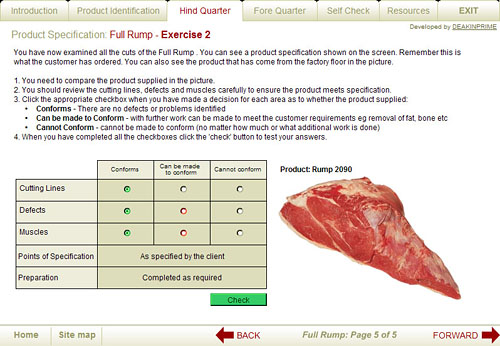 Introduction Product Identification Hind Quarter Fore Quarter Self Check Resources EXIT
Developed by DEAKINPRIME
Product Specification: Full Rump - Exercise 2
You have now examined all the cuts of the Full Rump . You can see a product specification shown on the screen. Remember this is
what the customer has ordered. You can also see the product that has come from the factory floor in the picture.
1. You need to compare the product supplied in the picture.
2. You should review the cutting lines, defects and muscles carefully to ensure the product meets specification.
3. Click the appropriate checkbox when you have made a decision for each area as to whether the product supplied:
• Conforms - There are no defects or problems identified
• Can be made to Conform - with further work can be made to meet the customer requirements eg removal of fat, bone etc
• Cannot Conform - cannot be made to conform (no matter how much or what additional work is done)
4. When you have completed all the checkboxes click the 'check' button to test your answers.
Conforms
Can be made
to conform
Cannot conform
Product: Rump 2090
Cutting Lines
Defects
Muscles
Points of Specification As specified by the client
Preparation Completed as required
Check
Home Site map BACK Full Rump: Page 5 of 5 FORWARD